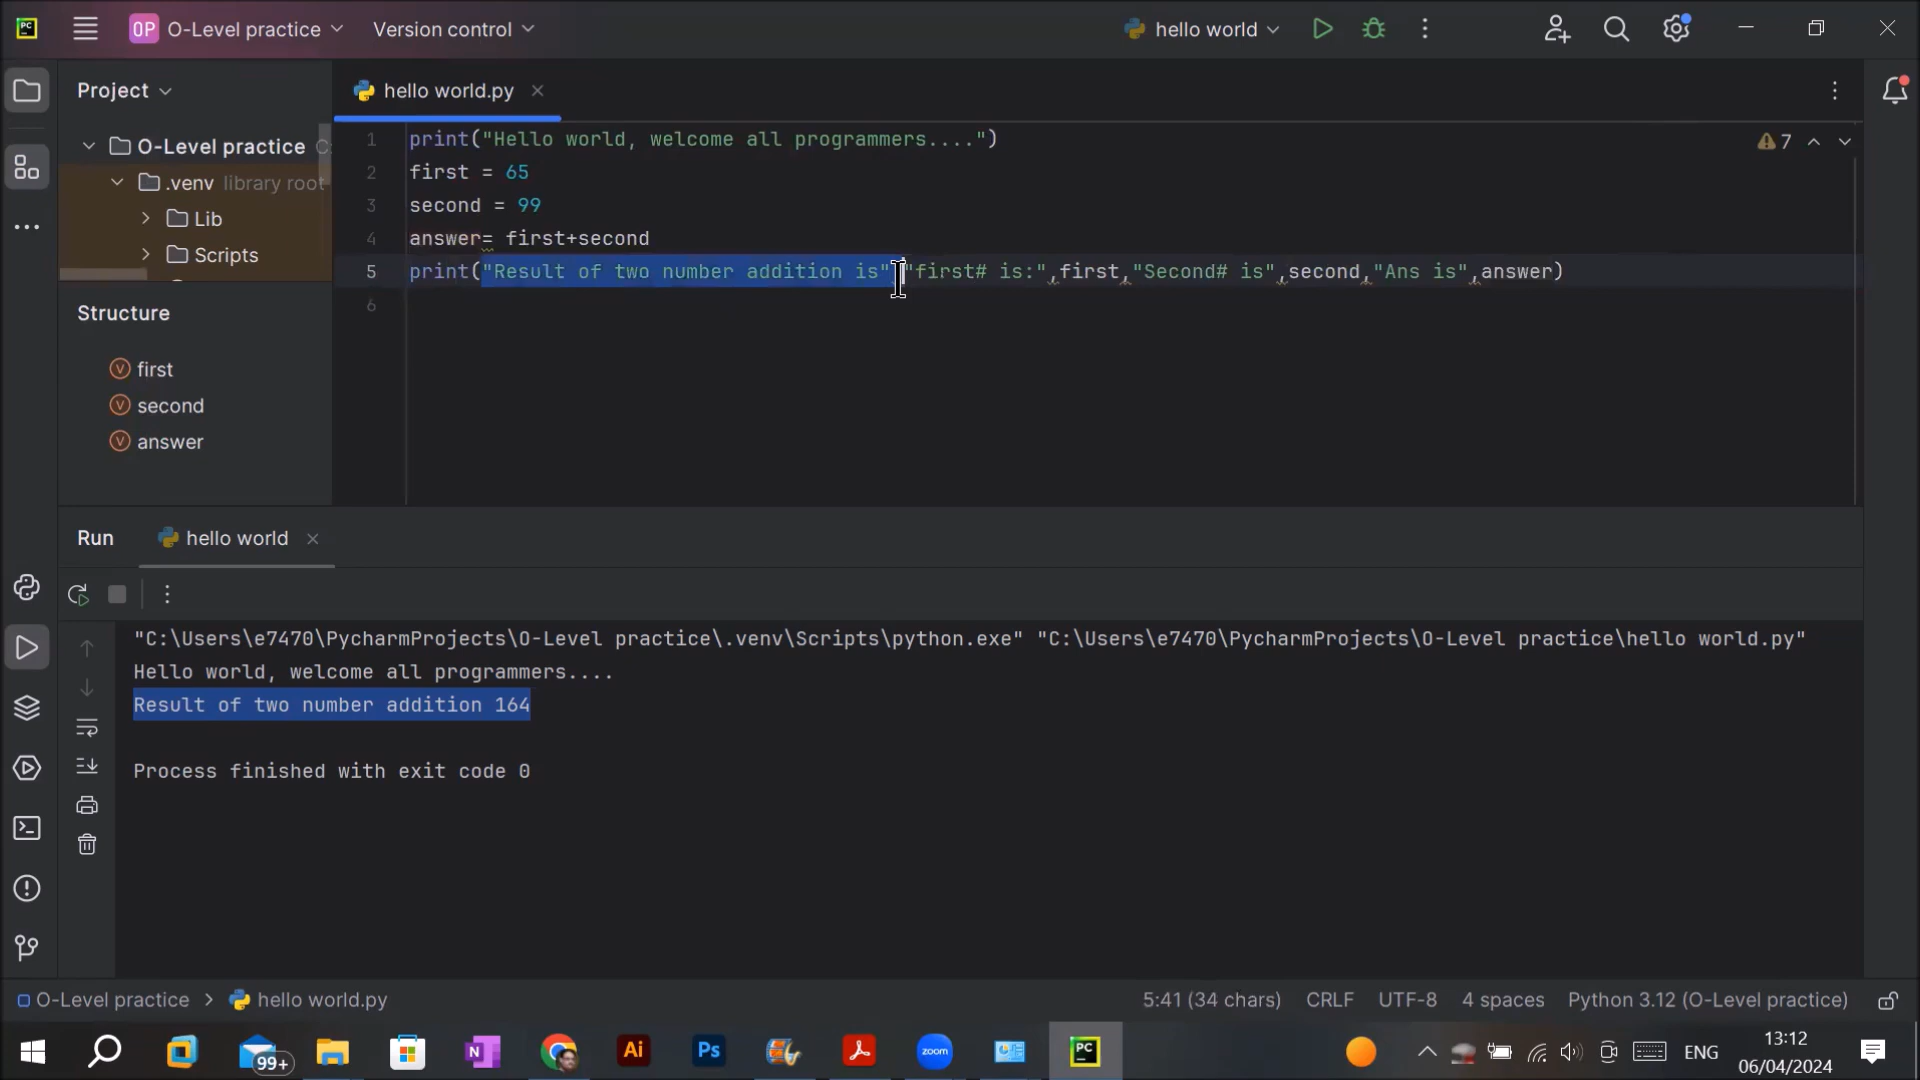 PC
OP O-Level practice Version control hello world
Project
hello world.py
O-Level practice
.venv library root
Lib
Scripts
1 print("Hello world, welcome all programmers....")
2 first = 65
3 second = 99
4 answer= first+second
5 print("Result of two number addition is","first# is:",first,"Second# is",second,"Ans is",answer)
6
7
Structure
first
second
answer
Run hello world
"C:\Users\e7470\PycharmProjects\O-Level practice\.venv\Scripts\python.exe" "C:\Users\e7470\PycharmProjects\O-Level practice\hello world.py"
Hello world, welcome all programmers....
Result of two number addition 164
Process finished with exit code 0
O-Level practice > hello world.py 5:41 (34 chars) CRLF UTF-8 4 spaces Python 3.12 (O-Level practice)
99+ Ai Ps zoom PC ENG 13:12
06/04/2024